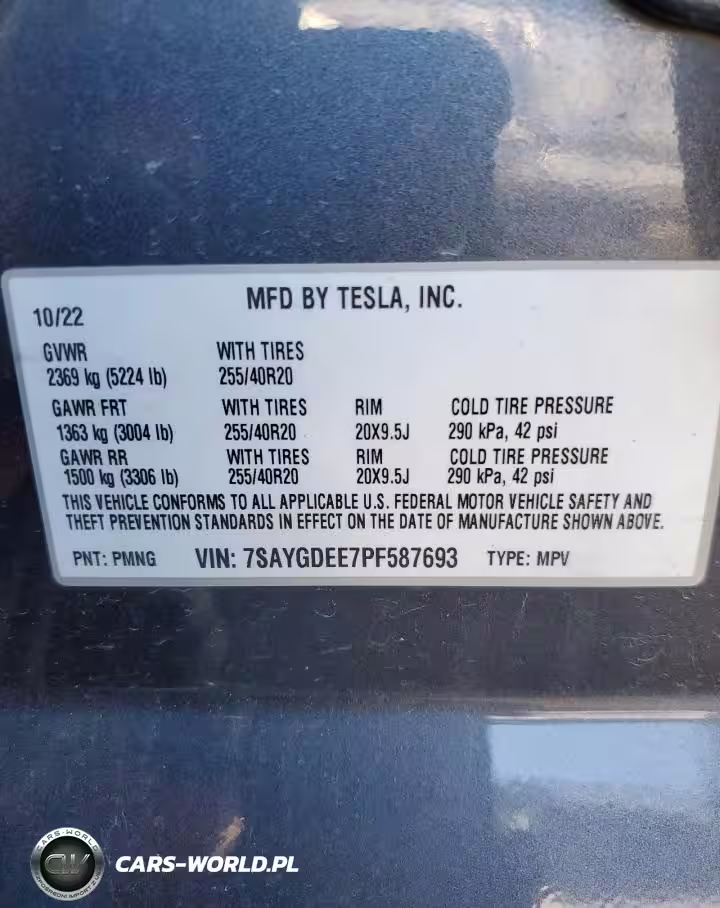 MFD BY TESLA, INC.
10/22
GVWR WITH TIRES
2369 kg (5224 lb) 255/40R20
GAWR FRT WITH TIRES RIM COLD TIRE PRESSURE
1363 kg (3004 lb) 255/40R20 20X9.5J 290 kPa, 42 psi
GAWR RR WITH TIRES RIM COLD TIRE PRESSURE
1500 kg (3306 lb) 255/40R20 20X9.5J 290 kPa, 42 psi
THIS VEHICLE CONFORMS TO ALL APPLICABLE U.S. FEDERAL MOTOR VEHICLE SAFETY AND
THEFT PREVENTION STANDARDS IN EFFECT ON THE DATE OF MANUFACTURE SHOWN ABOVE.
PNT: PMNG VIN: 7SAYGDEE7PF587693 TYPE: MPV
CARS-WORLD
CW
CARS-WORLD.PL